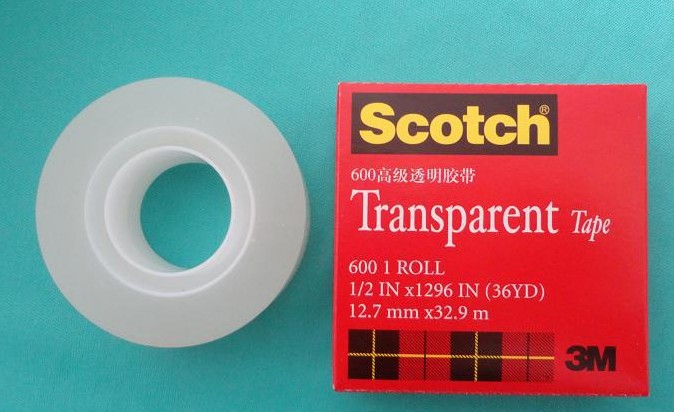 Scotch®
600高级透明胶带
Transparent Tape
600 1 ROLL
1/2 IN x1296 IN (36YD)
12.7 mm x32.9 m
3M